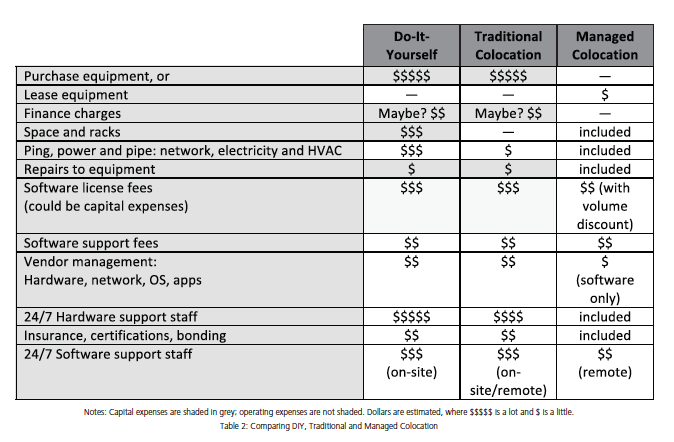 Do-It- Traditional Managed
Yourself Colocation Colocation
Purchase equipment, or $$$$$ $$$$$ —
Lease equipment — — $
Finance charges Maybe? $$ Maybe? $$ —
Space and racks $$$ — included
Ping, power and pipe: network, electricity and HVAC $$$ $ included
Repairs to equipment $ $ included
Software license fees $$$ $$$ $$ (with
(could be capital expenses) volume
discount)
Software support fees $$ $$ $$
Vendor management: $$ $$ $
Hardware, network, OS, apps (software
only)
24/7 Hardware support staff $$$$$ $$$$ included
Insurance, certifications, bonding $$ $$ included
24/7 Software support staff $$$ $$$ $$
(on-site) (on- (remote)
site/remote)
Notes: Capital expenses are shaded in grey; operating expenses are not shaded. Dollars are estimated, where $$$$$ is a lot and $ is a little.
Table 2: Comparing DIY, Traditional and Managed Colocation